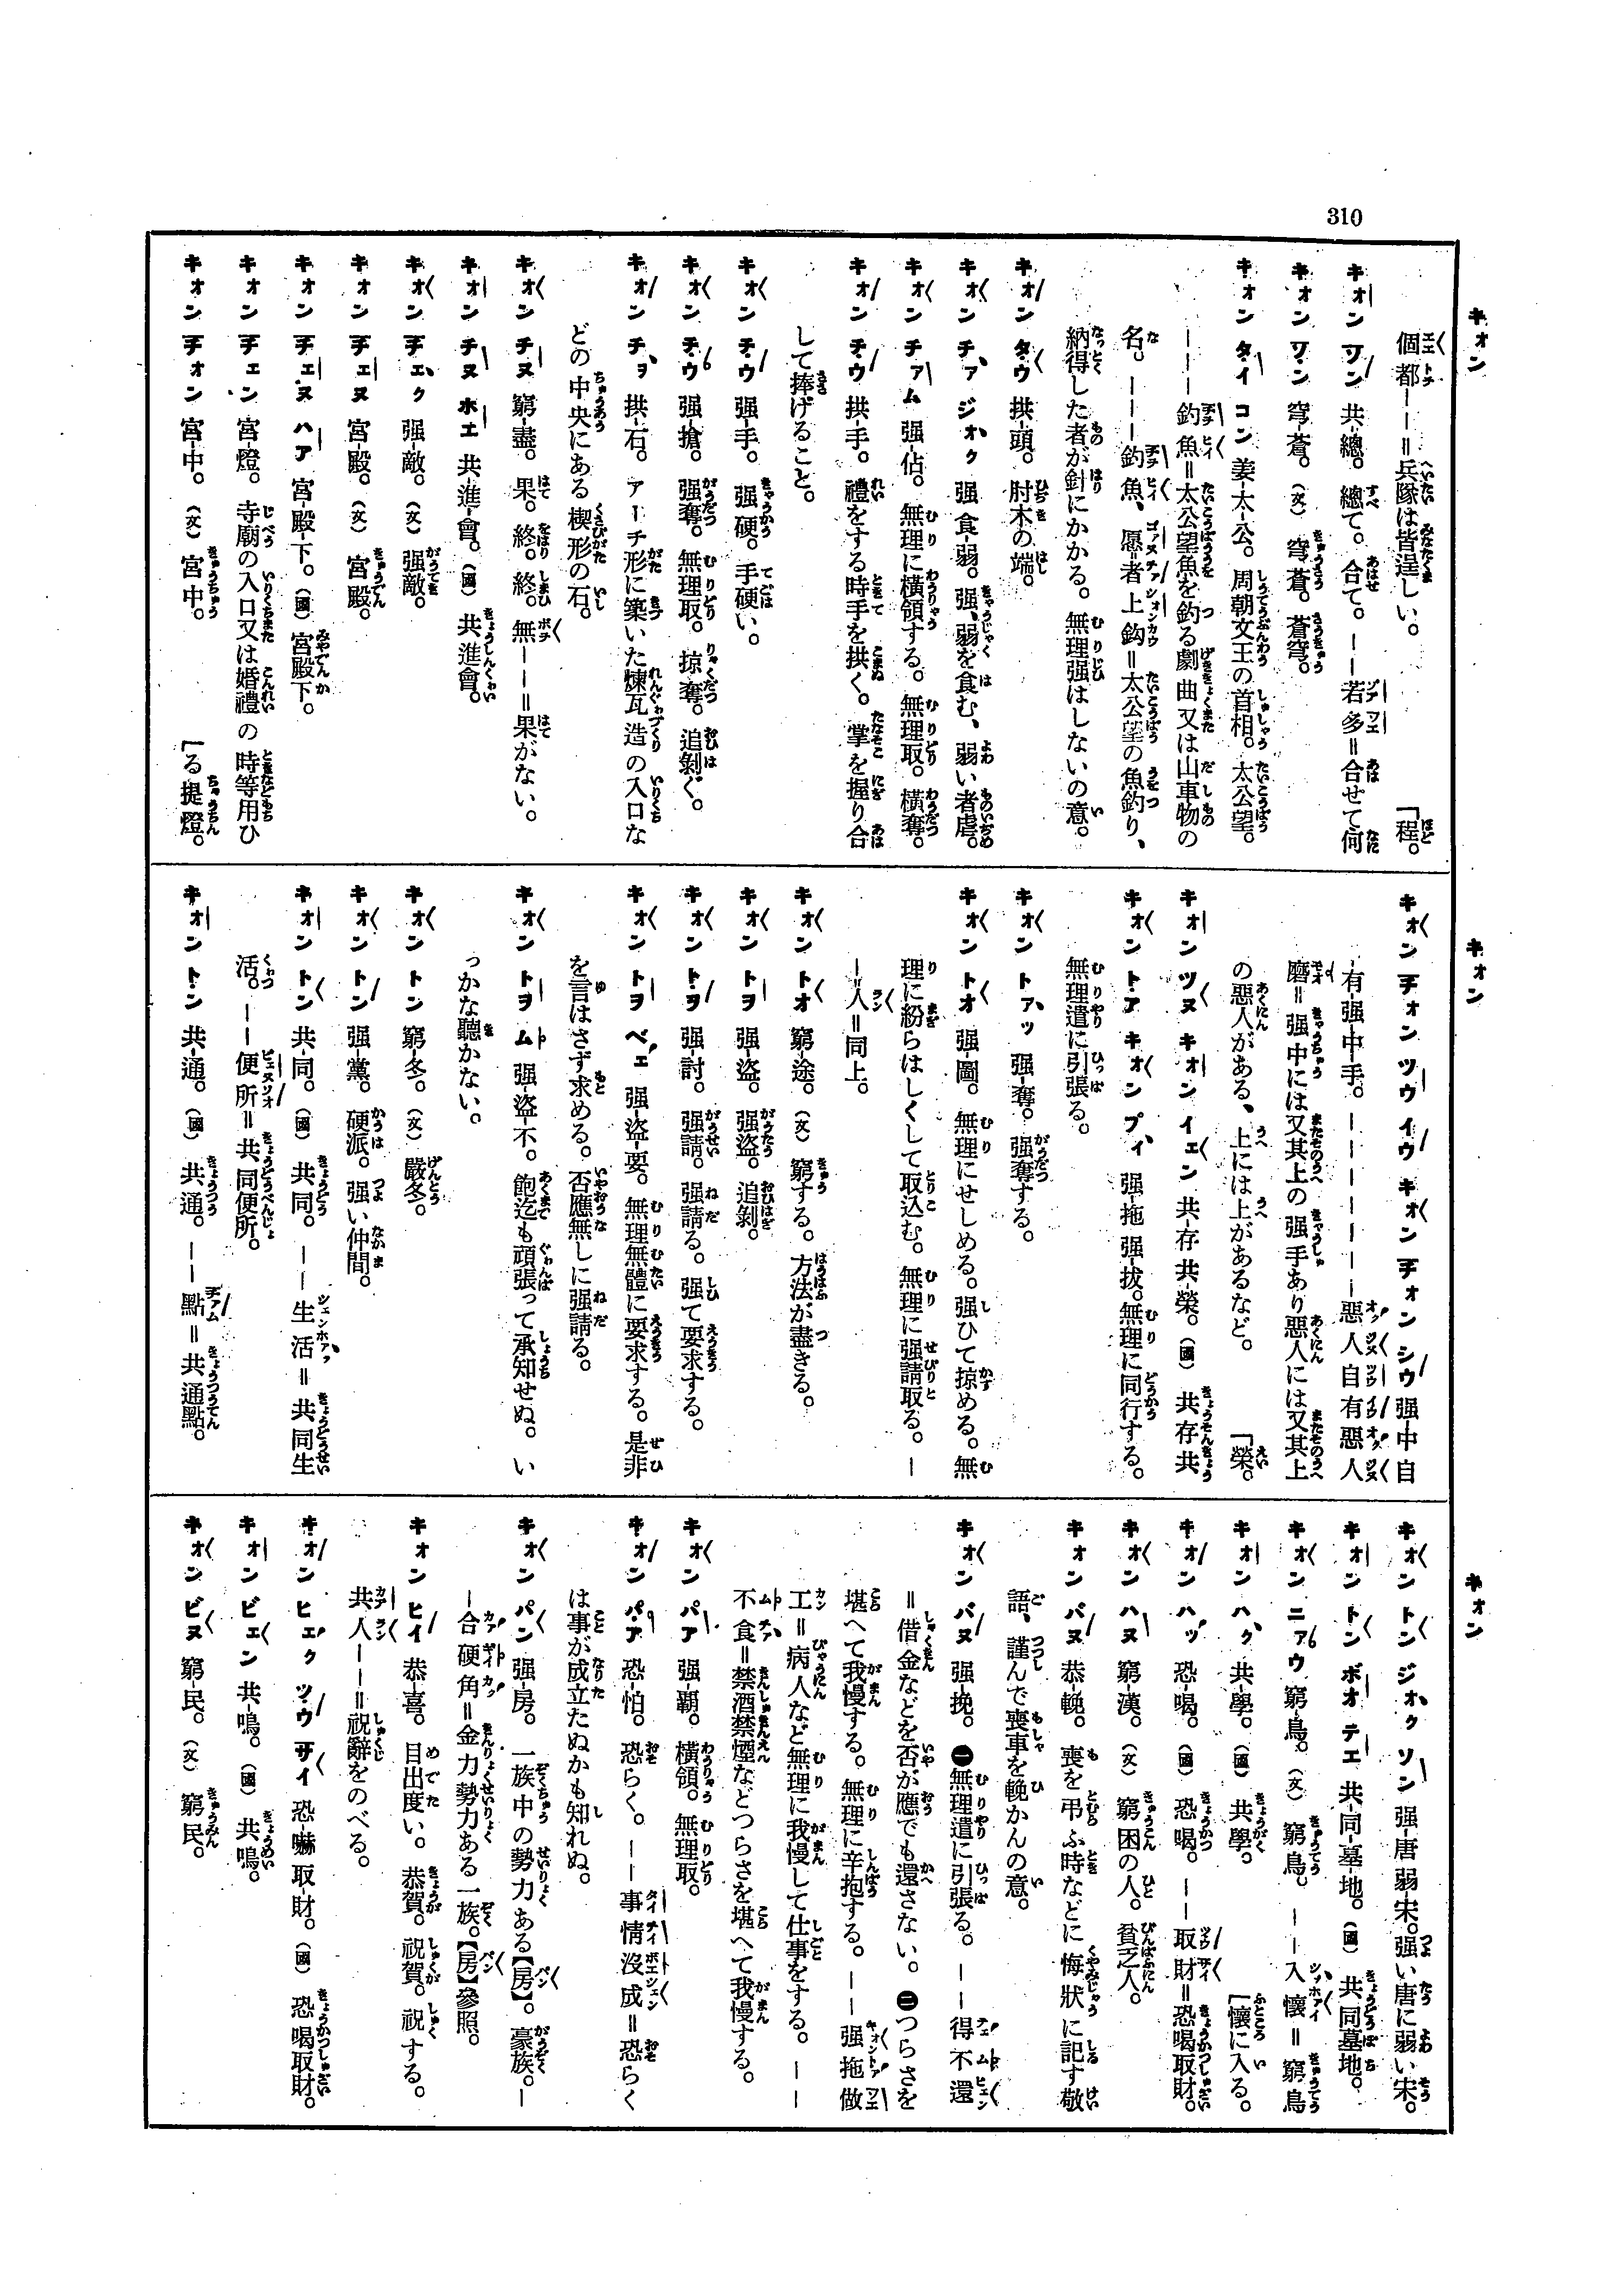 310
キオン
個都——＝兵隊は皆逞しい。「程。
キオン ヷン 共-總。總て。合て。——若多＝合せて何
キオン ヷン 穹-蒼。（文）穹蒼。蒼穹。
キオン タイ コン 姜-太-公。周朝文王の首相。太公望。
———釣魚＝太公望魚を釣る劇曲又は山車物の
名。———釣魚、愿者上鈎＝太公望の魚釣り、
納得した者が針にかかる。無理强はしないの意。
キオン タウ 拱-頭。肘木の端。
キオン チァ ジオク 强食-弱。强、弱を食む、弱い者虐。
キオン チァム 强-佔。無理に横領する。無理取。横奪。
キオン チウ 拱-手。禮をする時手を拱く。掌を握り合
して捧げること。
キオン チウ 强-手。强硬。手硬い。
キオン チウ 强-搶。强奪。無理取。掠奪。追剝ぐ。
キオン チヲ 拱-石。アーチ形に築いた煉瓦造の入口な
どの中央にある楔形の石。
キオン チヌ 窮-盡。果。終。終。無——＝果がない。
キオン チヌ ホエ 共-進-會。（國）共進會。
キオン チェク 强-敵。（文）强敵。
キオン チェヌ 宮-殿。（文）宮殿。
キオン チェヌ ハア 宮-殿-下。（國）宮殿下。
キオン チェン 宮-燈。寺廟の入口又は婚禮の時等用ひ
キオン チォン 宮-中。（文）宮中。「る提燈。
キオン
キオン チォン ツウ イウ キオン チォン シウ 强-中自
-有-强-中-手。———————惡人自有惡人
磨＝强中には又其上の强手あり惡人には又其上
の惡人がある、上には上があるなど。「榮。
キオン ツヌ キオン イェン 共-存共-榮。（國）共存共
キオン トア キオン プイ 强-拖强-拔。無理に同行する。
無理遣に引張る。
キオン トァッ 强-奪。强奪する。
キオン トオ 强-圖。無理にせしめる。强ひて掠める。無
理に紛らはしくして取込む。無理に强請取る。—
—人＝同上。
キオン トオ 窮-途。（文）窮する。方法が盡きる。
キオン トヲ 强-盜。强盜。追剝。
キオン トヲ 强-討。强請。强請る。强て要求する。
キオン トヲ ベェ 强-盜-要。無理無體に要求する。是非
を言はさず求める。否應無しに强請る。
キオン トヲ ム 强-盜-不。飽迄も頑張って承知せぬ。い
っかな聽かない。
キオン トン 窮-冬。（文）嚴冬。
キオン トン 强-黨。硬派。强い仲間。
キオン トン 共-同。（國）共同。——生活＝共同生
活。——便所＝共同便所。
キオン トン 共-通。（國）共通。——點＝共通點。
キオン
キオン トン ジオク ソン 强-唐弱-宋。强い唐に弱い宋。
キオン トン ボオ テエ 共-同-墓-地。（國）共同墓地。
キオン ニァウ 窮-鳥。（文）窮鳥。——入懷＝窮鳥
キオン ハク 共-學。（國）共學。「懷に入る。
キオン ハッ 恐-喝。（國）恐喝。——取財＝恐喝取財。
キオン ハヌ 窮-漢。（文）窮困の人。貧乏人。
キオン バヌ 恭-輓。喪を弔ふ時などに悔狀に記す敬
語、謹んで喪車を輓かんの意。
キオン バヌ 强-挽。㊀無理遣に引張る。——得不還
＝借金などを否が應でも還さない。㊁つらさを
堪へて我慢する。無理に辛抱する。——强拖做
工＝病人など無理に我慢して仕事をする。——
不食＝禁酒禁煙などつらさを堪へて我慢する。
キオン パア 强-覇。橫領。無理取。
キオン パア 恐-怕。恐らく。——事情沒成＝恐らく
は事が成立たぬかも知れぬ。
キオン パン 强-房。一族中の勢力ある【房】。豪族。—
—合硬角＝金力勢力ある一族。【房】參照。
キオン ヒイ 恭-喜。目出度い。恭賀。祝賀。祝する。
共人——＝祝辭をのべる。
キオン ヒェク ツウ ザイ 恐-嚇取-財。（國）恐喝取財。
キオン ビェン 共-鳴。（國）共鳴。
キオン ビヌ 窮-民。（文）窮民。